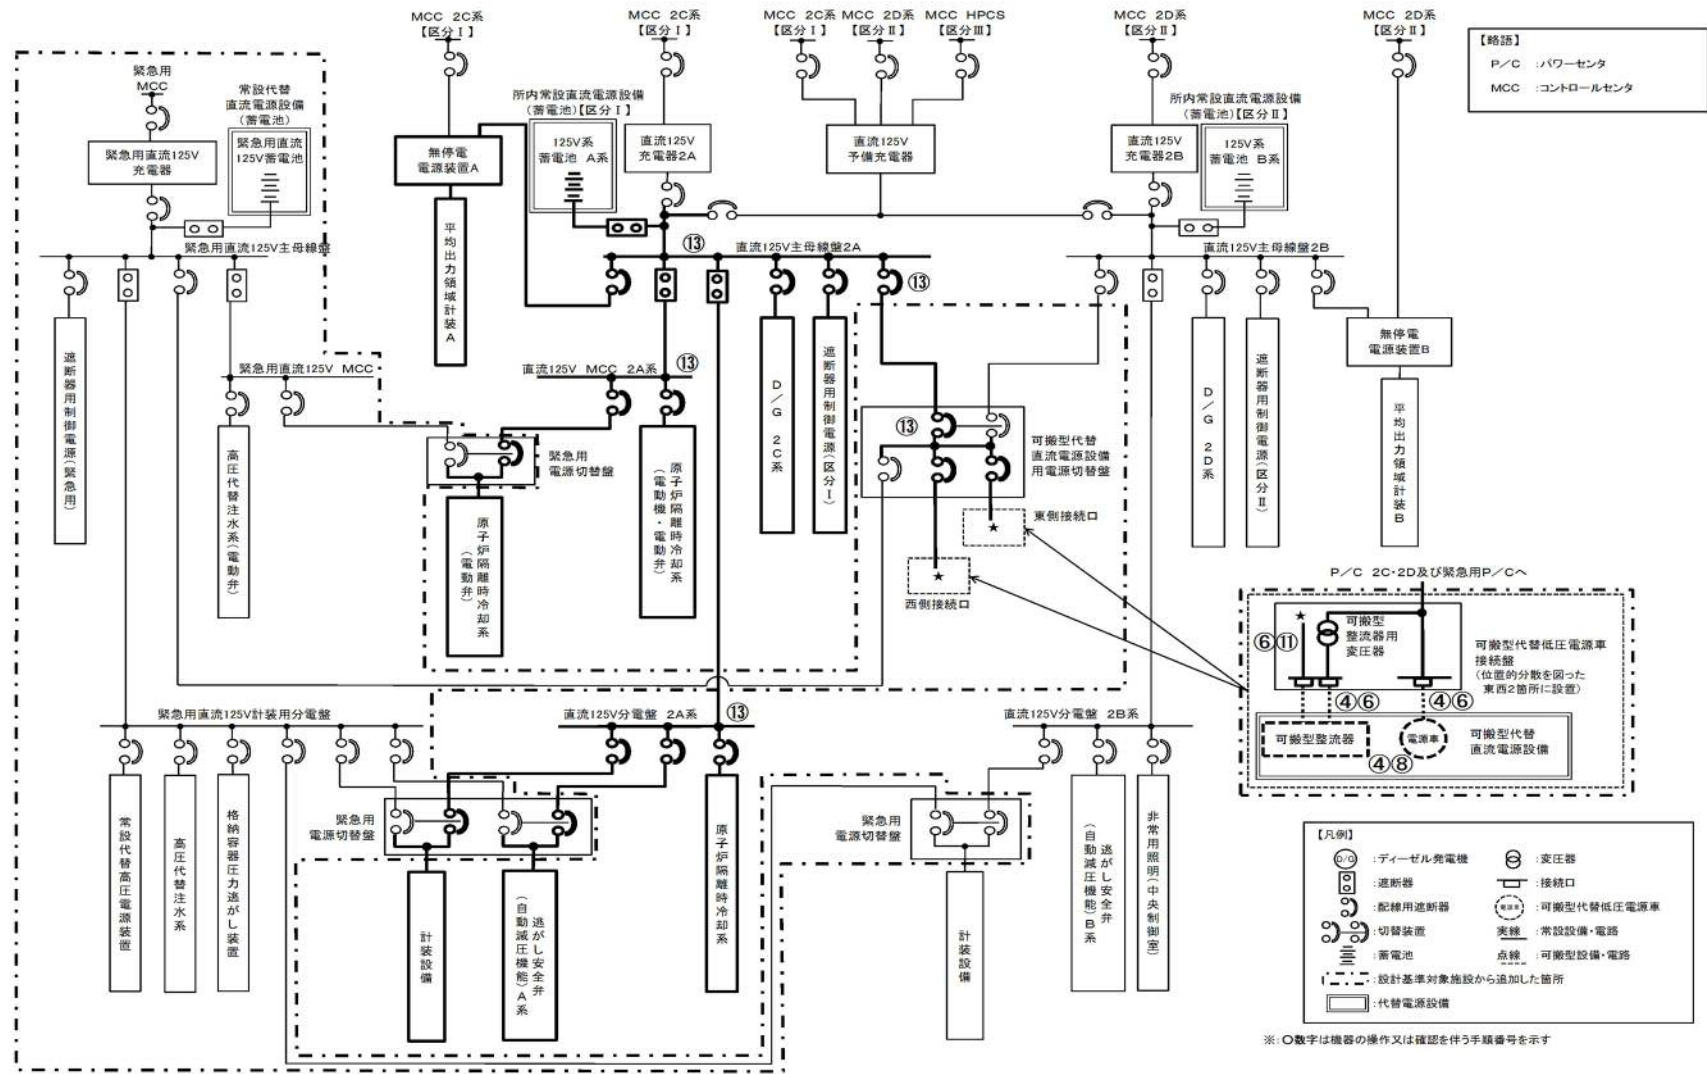 MCC 2C系
【区分Ⅰ】
MCC 2C系
【区分Ⅰ】
MCC 2C系
【区分Ⅰ】
MCC 2D系
【区分Ⅱ】
MCC HPCS
【区分Ⅲ】
MCC 2D系
【区分Ⅱ】
MCC 2D系
【区分Ⅱ】
【略語】
P/C :パワーセンタ
MCC :コントロールセンタ
緊急用
MCC
常設代替
直流電源設備
(蓄電池)
緊急用直流125V
充電器
緊急用直流
125V蓄電池
無停電
電源装置A
所内常設直流電源設備
(蓄電池)【区分Ⅰ】
125V系
蓄電池 A系
直流125V
充電器2A
直流125V
予備充電器
直流125V
充電器2B
所内常設直流電源設備
(蓄電池)【区分Ⅱ】
125V系
蓄電池 B系
無停電
電源装置B
平均出力領域計装A
平均出力領域計装B
緊急用直流125V主母線盤
⑬
直流125V主母線盤2A
⑬
直流125V主母線盤2B
遮断器用制御電源(緊急用)
緊急用直流125V MCC
高圧代替注水系(電動弁)
直流125V MCC 2A系
⑬
緊急用
電源切替盤
原子炉隔離時冷却系
(電動弁)
原子炉隔離時冷却系
(電動機・電動弁)
D/G 2C系
遮断器用制御電源(区分Ⅰ)
⑬
可搬型代替
直流電源設備
用電源切替盤
東側接続口
★
★
西側接続口
D/G 2D系
遮断器用制御電源(区分Ⅱ)
P/C 2C・2D及び緊急用P/Cへ
★
可搬型
整流器用
変圧器
⑥⑪
可搬型代替低圧電源車
接続盤
(位置的分散を図った
東西2箇所に設置)
④⑥
④⑥
可搬型整流器
電源車
④⑧
可搬型代替
直流電源設備
緊急用直流125V計装用分電盤
直流125V分電盤 2A系
⑬
直流125V分電盤 2B系
常設代替高圧電源装置
高圧代替注水系
格納容器圧力逃がし装置
緊急用
電源切替盤
計装設備
逃がし安全弁
(自動減圧機能)A系
原子炉隔離時冷却系
緊急用
電源切替盤
計装設備
逃がし安全弁
(自動減圧機能)B系
非常用照明(中央制御室)
【凡例】
D/G :ディーゼル発電機
:変圧器
:遮断器
:接続口
:配線用遮断器
電源車 :可搬型代替低圧電源車
:切替装置
実線 :常設設備・電路
:蓄電池
点線 :可搬型設備・電路
:設計基準対象施設から追加した箇所
:代替電源設備
※:○数字は機器の操作又は確認を伴う手順番号を示す